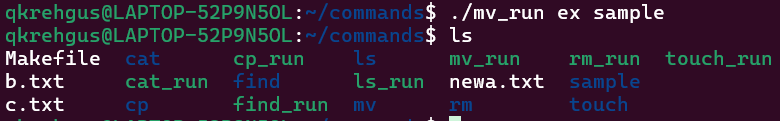 qkrehgus@LAPTOP-52P9N5OL:~/commands$ ./mv_run ex sample
qkrehgus@LAPTOP-52P9N5OL:~/commands$ ls
Makefile cat cp_run ls mv_run rm_run touch_run
b.txt cat_run find ls_run newa.txt sample
c.txt cp find_run mv rm touch